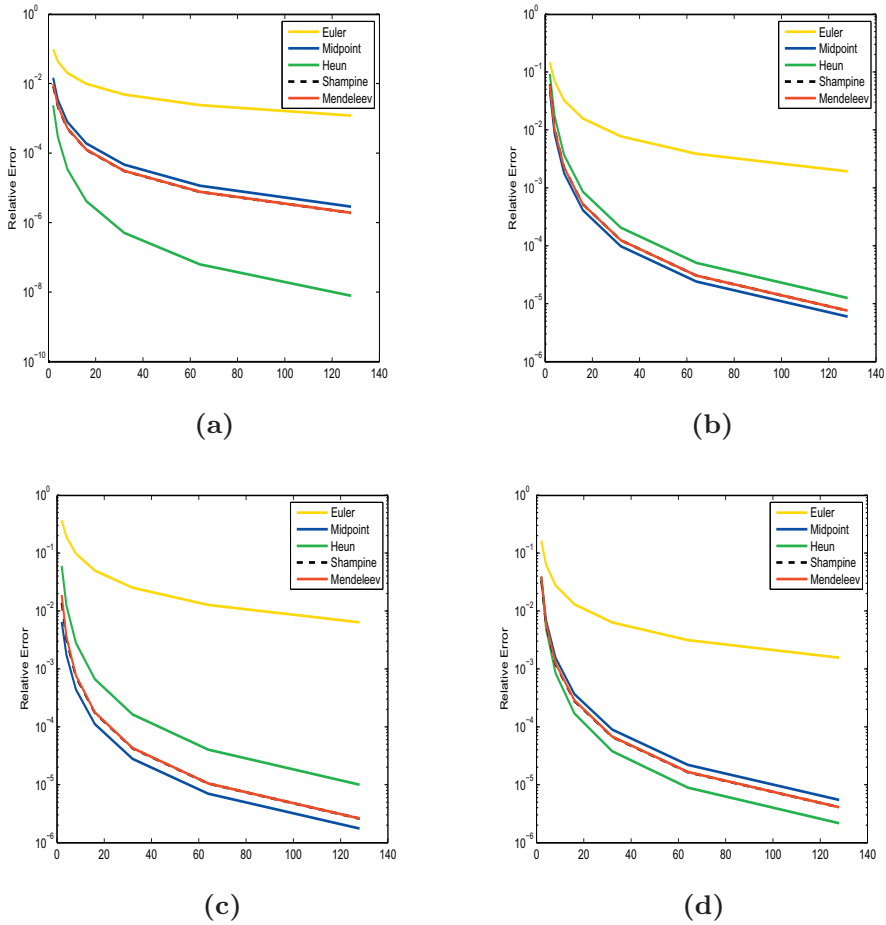 10^0
10^−2
10^−4
10^−6
10^−8
10^−10
Relative Error
0 20 40 60 80 100 120 140
Euler
Midpoint
Heun
Shampine
Mendeleev
(a)
10^0
10^−1
10^−2
10^−3
10^−4
10^−5
10^−6
Relative Error
0 20 40 60 80 100 120 140
Euler
Midpoint
Heun
Shampine
Mendeleev
(b)
10^0
10^−1
10^−2
10^−3
10^−4
10^−5
10^−6
Relative Error
0 20 40 60 80 100 120 140
Euler
Midpoint
Heun
Shampine
Mendeleev
(c)
10^0
10^−1
10^−2
10^−3
10^−4
10^−5
10^−6
Relative Error
0 20 40 60 80 100 120 140
Euler
Midpoint
Heun
Shampine
Mendeleev
(d)